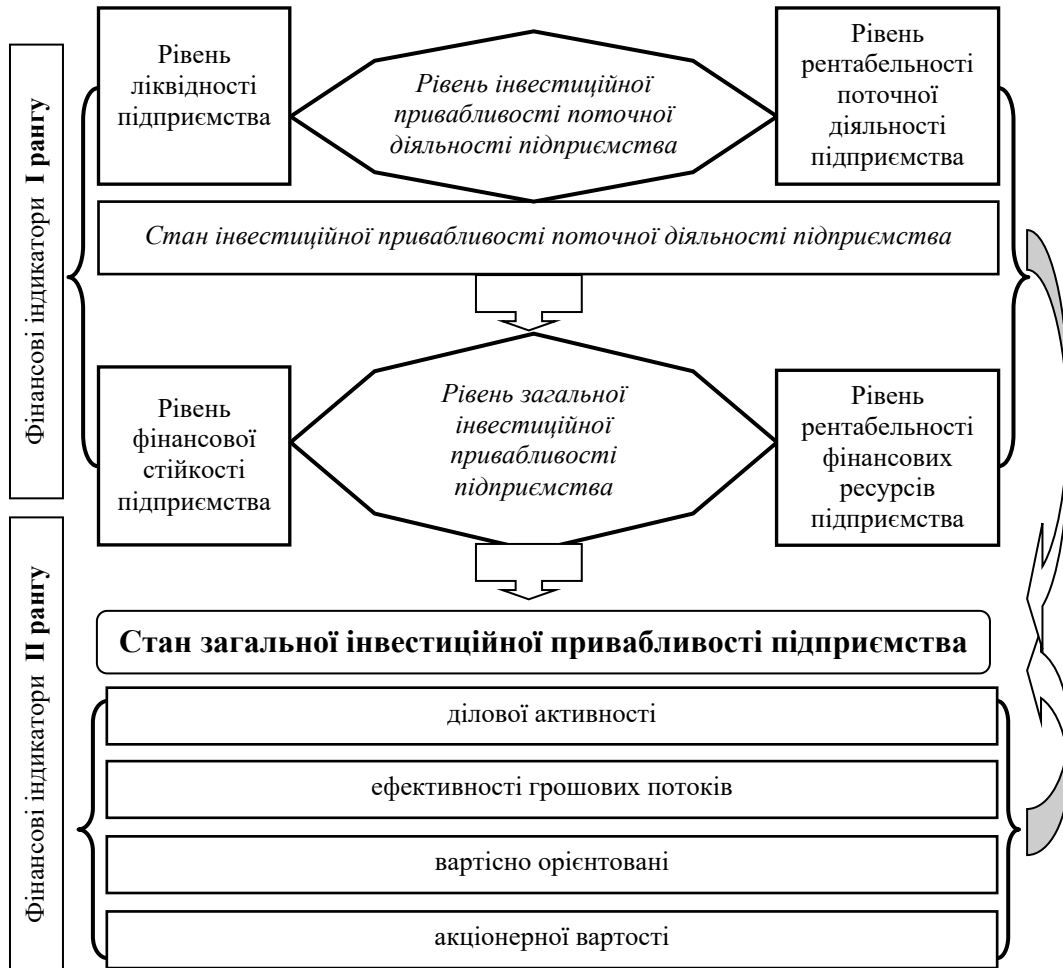 Фінансові індикатори I рангу
Рівень
ліквідності
підприємства
Рівень інвестиційної
привабливості поточної
діяльності підприємства
Рівень
рентабельності
поточної
діяльності
підприємства
Стан інвестиційної привабливості поточної діяльності підприємства
Рівень
фінансової
стійкості
підприємства
Рівень загальної
інвестиційної
привабливості
підприємства
Рівень
рентабельності
фінансових
ресурсів
підприємства
Фінансові індикатори II рангу
Стан загальної інвестиційної привабливості підприємства
ділової активності
ефективності грошових потоків
вартісно орієнтовані
акціонерної вартості